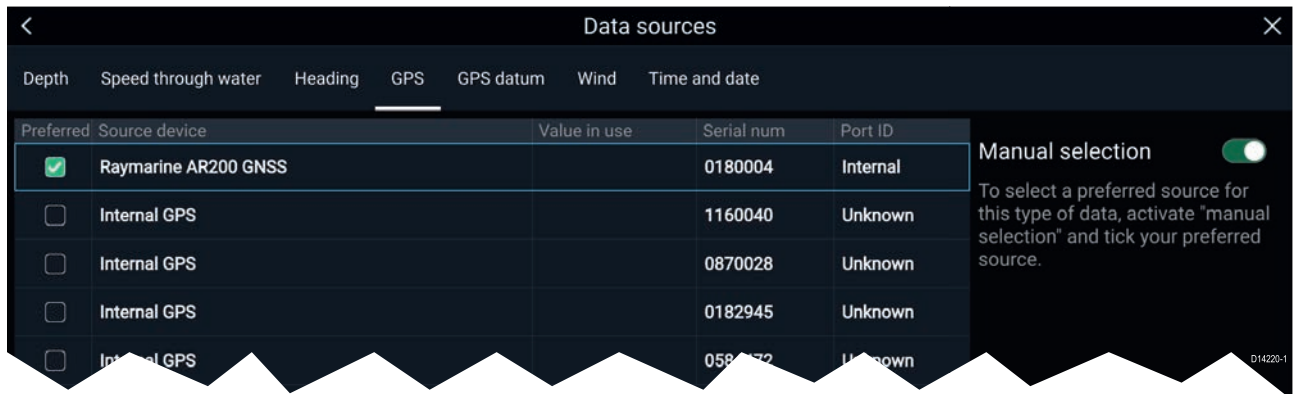 Data sources
Depth Speed through water Heading GPS GPS datum Wind Time and date
Preferred Source device Value in use Serial num Port ID
Raymarine AR200 GNSS 0180004 Internal
Internal GPS 1160040 Unknown
Internal GPS 0870028 Unknown
Internal GPS 0182945 Unknown
GPS
Manual selection
To select a preferred source for
this type of data, activate "manual
selection" and tick your preferred
source.
D14220-1